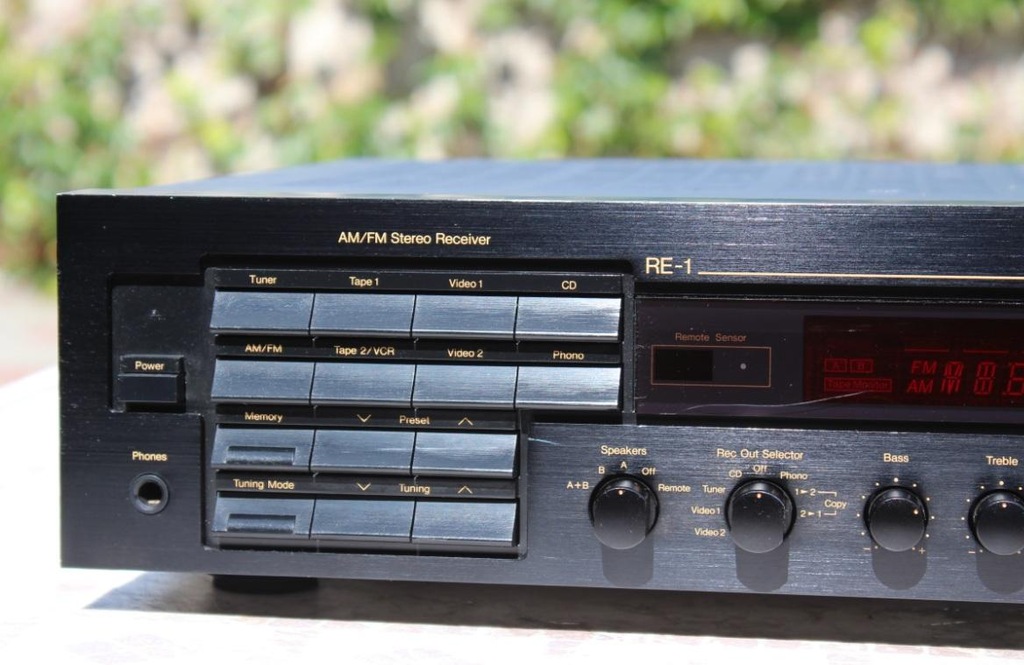 AM/FM Stereo Receiver
RE-1
Tuner Tape 1 Video 1 CD
Remote Sensor
AM/FM Tape 2/VCR Video 2 Phono
Power
A B FM
Tape Monitor AM
Memory Preset
Phones
Tuning Mode Tuning
Speakers
A+B B A Off Remote
Rec Out Selector
Video 2 Video 1 Tuner CD Off Phono 1 ► 2 2 ► 1 Copy
Bass
- +
Treble
-